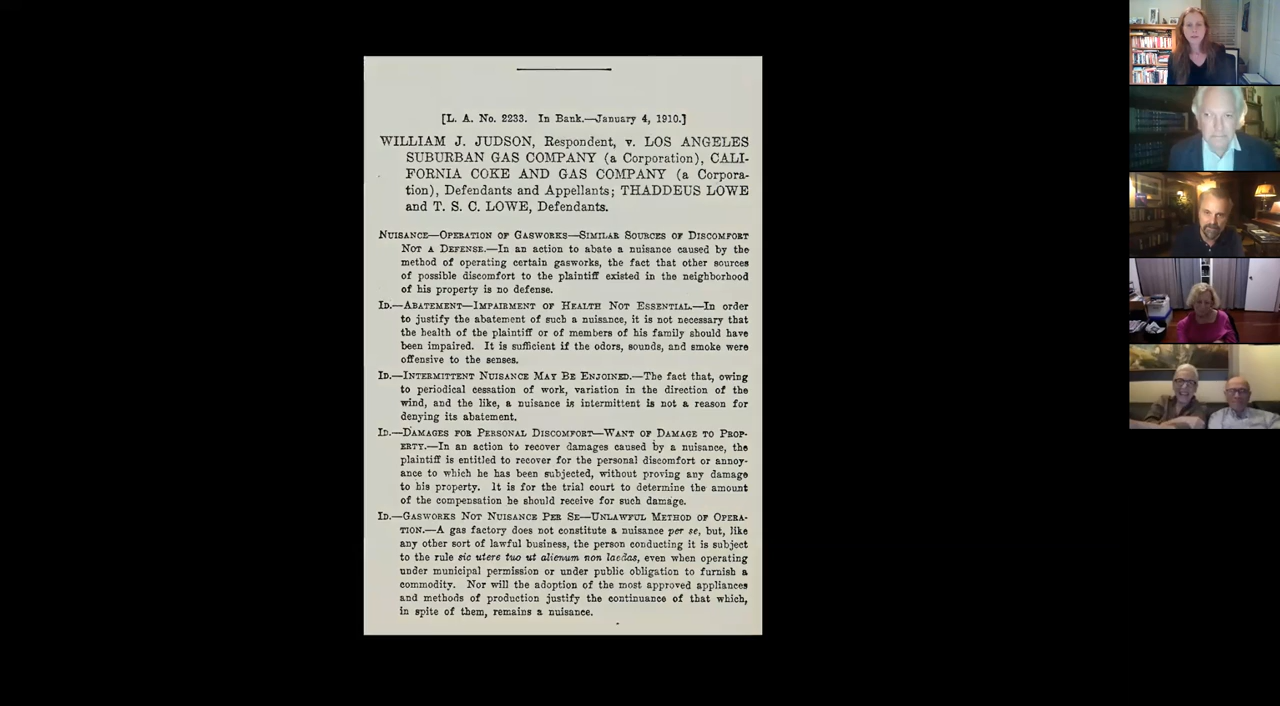 [L. A. No. 2233. In Bank.—January 4, 1910.]
WILLIAM J. JUDSON, Respondent, v. LOS ANGELES
SUBURBAN GAS COMPANY (a Corporation), CALI-
FORNIA COKE AND GAS COMPANY (a Corpora-
tion), Defendants and Appellants; THADDEUS LOWE
and T. S. C. LOWE, Defendants.
NUISANCE—OPERATION OF GASWORKS—SIMILAR SOURCES OF DISCOMFORT
NOT A DEFENSE.—In an action to abate a nuisance caused by the
method of operating certain gasworks, the fact that other sources
of possible discomfort to the plaintiff existed in the neighborhood
of his property is no defense.
ID.—ABATEMENT—IMPAIRMENT OF HEALTH NOT ESSENTIAL.—In order
to justify the abatement of such a nuisance, it is not necessary that
the health of the plaintiff or of members of his family should have
been impaired. It is sufficient if the odors, sounds, and smoke were
offensive to the senses.
ID.—INTERMITTENT NUISANCE MAY BE ENJOINED.—The fact that, owing
to periodical cessation of work, variation in the direction of the
wind, and the like, a nuisance is intermittent is not a reason for
denying its abatement.
ID.—DAMAGES FOR PERSONAL DISCOMFORT—WANT OF DAMAGE TO PROP-
ERTY.—In an action to recover damages caused by a nuisance, the
plaintiff is entitled to recover for the personal discomfort or annoy-
ance to which he has been subjected, without proving any damage
to his property. It is for the trial court to determine the amount
of the compensation he should receive for such damage.
ID.—GASWORKS NOT NUISANCE PER SE—UNLAWFUL METHOD OF OPERA-
TION.—A gas factory does not constitute a nuisance per se, but, like
any other sort of lawful business, the person conducting it is subject
to the rule sic utere tuo ut alienum non laedas, even when operating
under municipal permission or under public obligation to furnish a
commodity. Nor will the adoption of the most approved appliances
and methods of production justify the continuance of that which,
in spite of them, remains a nuisance.